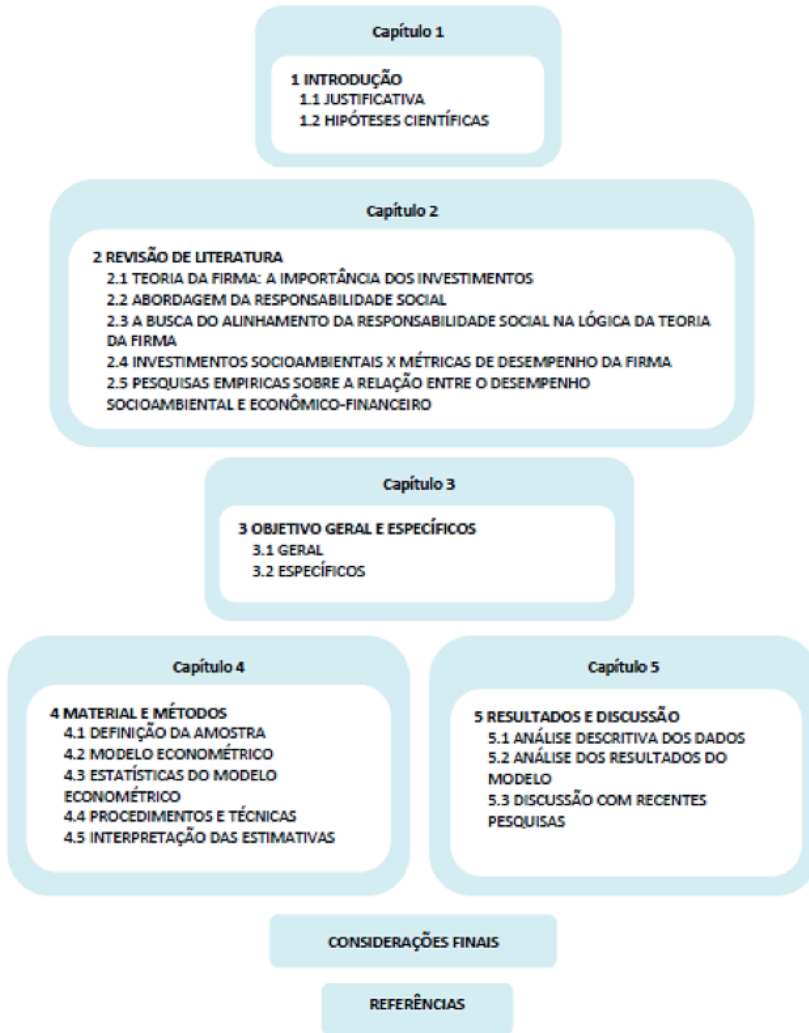 Capítulo 1
1 INTRODUÇÃO
1.1 JUSTIFICATIVA
1.2 HIPÓTESES CIENTÍFICAS
Capítulo 2
2 REVISÃO DE LITERATURA
2.1 TEORIA DA FIRMA: A IMPORTÂNCIA DOS INVESTIMENTOS
2.2 ABORDAGEM DA RESPONSABILIDADE SOCIAL
2.3 A BUSCA DO ALINHAMENTO DA RESPONSABILIDADE SOCIAL NA LÓGICA DA TEORIA
DA FIRMA
2.4 INVESTIMENTOS SOCIOAMBIENTAIS X MÉTRICAS DE DESEMPENHO DA FIRMA
2.5 PESQUISAS EMPIRICAS SOBRE A RELAÇÃO ENTRE O DESEMPENHO
SOCIOAMBIENTAL E ECONÔMICO-FINANCEIRO
Capítulo 3
3 OBJETIVO GERAL E ESPECÍFICOS
3.1 GERAL
3.2 ESPECÍFICOS
Capítulo 4
4 MATERIAL E MÉTODOS
4.1 DEFINIÇÃO DA AMOSTRA
4.2 MODELO ECONOMÉTRICO
4.3 ESTATÍSTICAS DO MODELO
ECONOMÉTRICO
4.4 PROCEDIMENTOS E TÉCNICAS
4.5 INTERPRETAÇÃO DAS ESTIMATIVAS
Capítulo 5
5 RESULTADOS E DISCUSSÃO
5.1 ANÁLISE DESCRITIVA DOS DADOS
5.2 ANÁLISE DOS RESULTADOS DO
MODELO
5.3 DISCUSSÃO COM RECENTES
PESQUISAS
CONSIDERAÇÕES FINAIS
REFERÊNCIAS